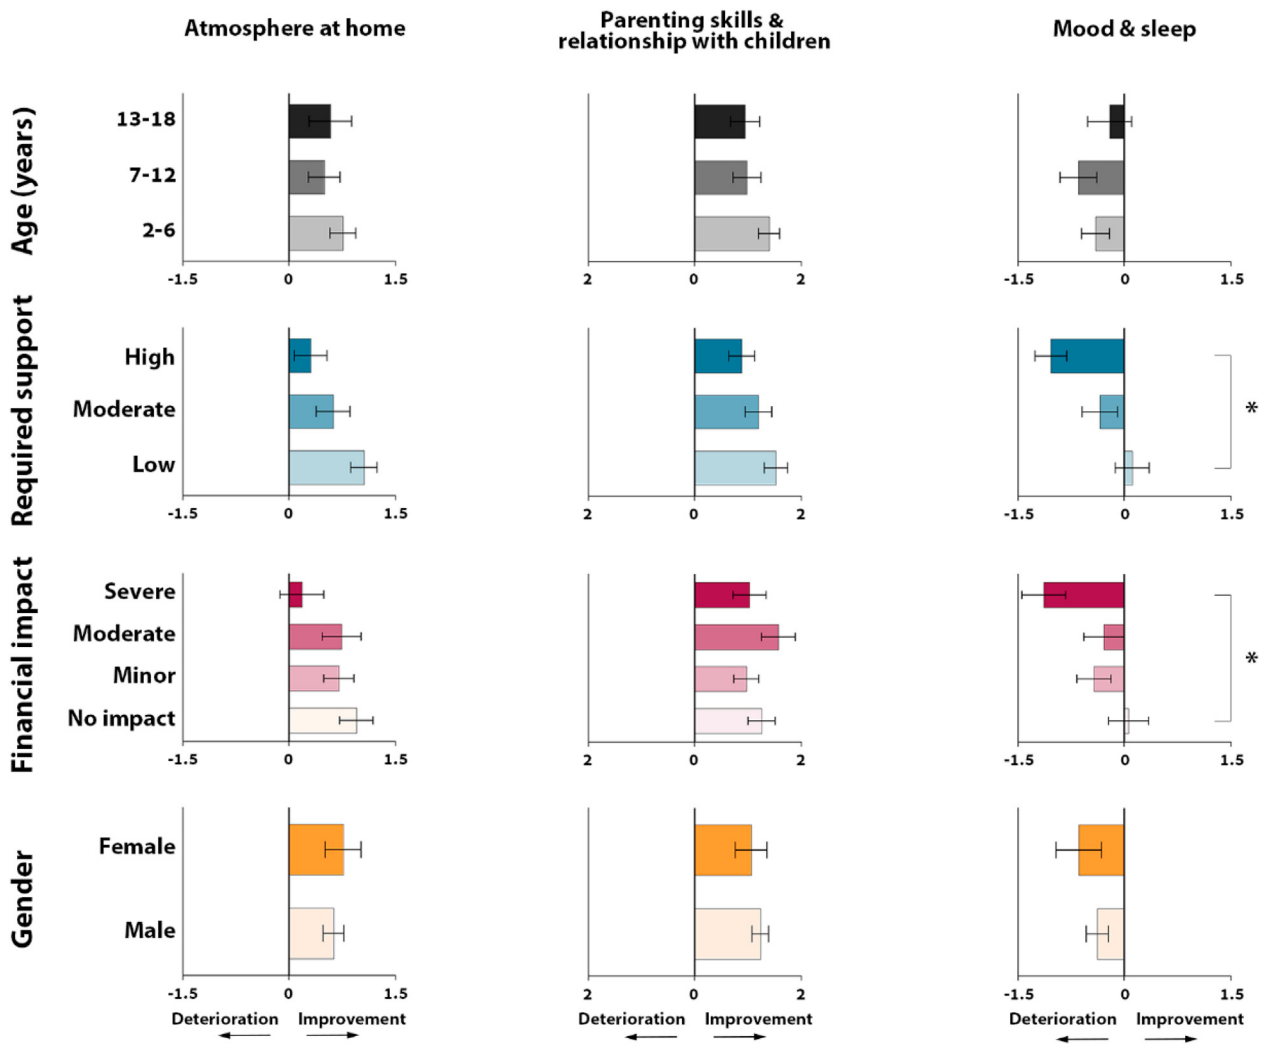 Atmosphere at home
Parenting skills &
relationship with children
Mood & sleep
Age (years)
13-18
7-12
2-6
-1.5 0 1.5
2 0 2
-1.5 0 1.5
Required support
High
Moderate
Low
*
-1.5 0 1.5
2 0 2
-1.5 0 1.5
Financial impact
Severe
Moderate
Minor
No impact
*
-1.5 0 1.5
2 0 2
-1.5 0 1.5
Gender
Female
Male
-1.5 0 1.5
2 0 2
-1.5 0 1.5
Deterioration Improvement
Deterioration Improvement
Deterioration Improvement